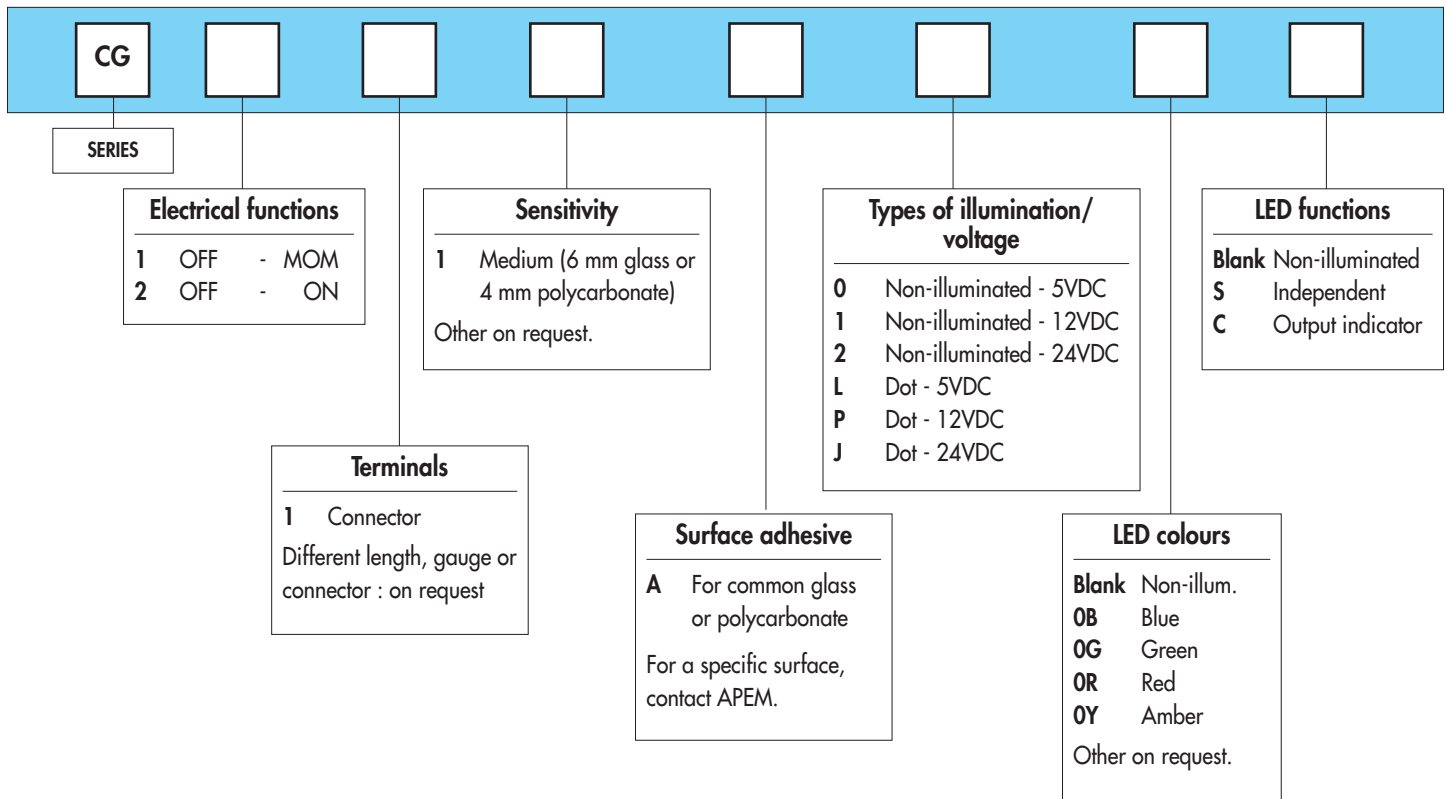 CG
SERIES
Electrical functions
1 OFF - MOM
2 OFF - ON
Terminals
1 Connector
Different length, gauge or
connector : on request
Sensitivity
1 Medium (6 mm glass or
4 mm polycarbonate)
Other on request.
Surface adhesive
A For common glass
or polycarbonate
For a specific surface,
contact APEM.
Types of illumination/
voltage
0 Non-illuminated - 5VDC
1 Non-illuminated - 12VDC
2 Non-illuminated - 24VDC
L Dot - 5VDC
P Dot - 12VDC
J Dot - 24VDC
LED colours
Blank Non-illum.
0B Blue
0G Green
0R Red
0Y Amber
Other on request.
LED functions
Blank Non-illuminated
S Independent
C Output indicator